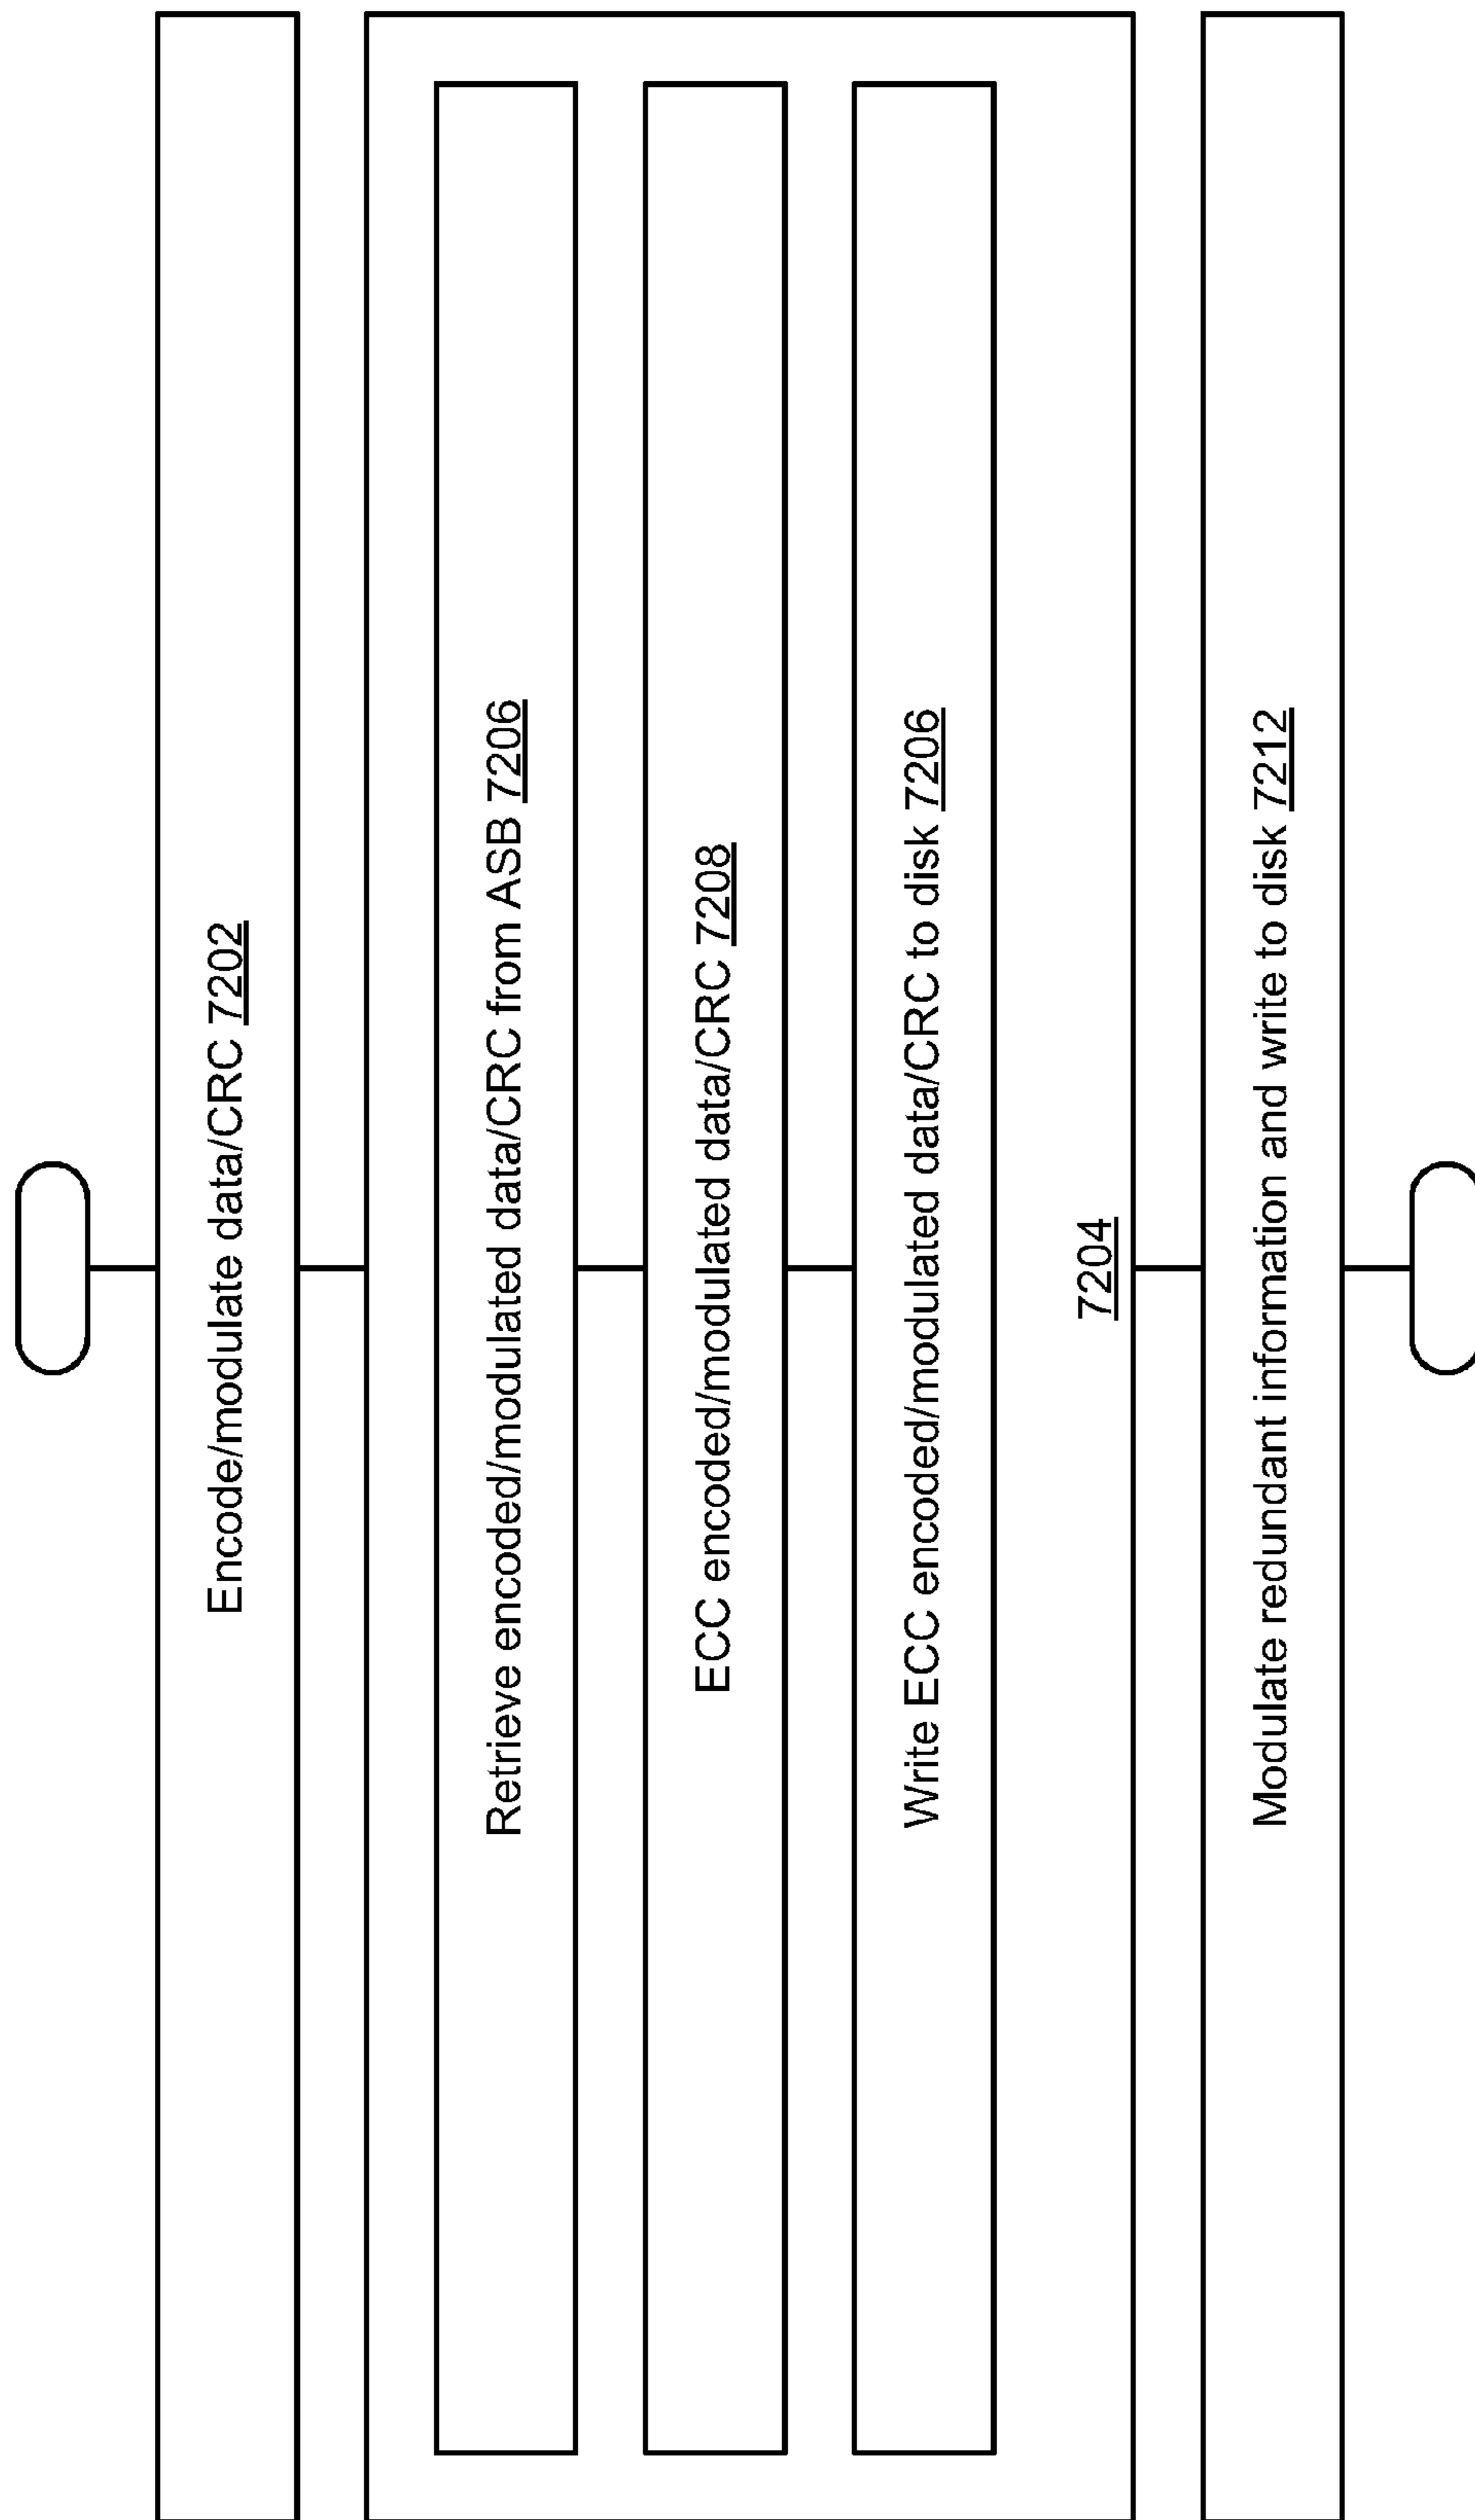 Encode/modulate data/CRC 7202
Retrieve encoded/modulated data/CRC from ASB 7206
ECC encoded/modulated data/CRC 7208
Write ECC encoded/modulated data/CRC to disk 7206
7204
Modulate redundant information and write to disk 7212